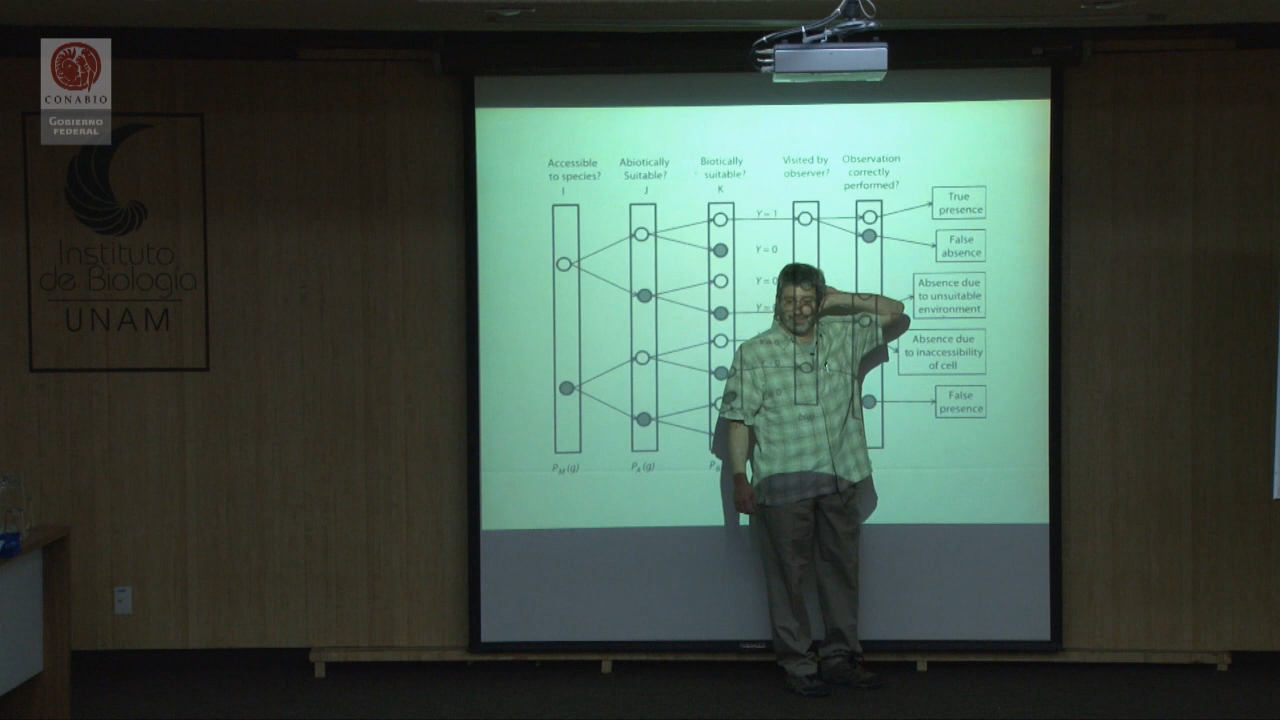 CONABIO
GOBIERNO
FEDERAL
Instituto
de Biología
UNAM
Accessible
to species?
I
Abiotically
Suitable?
J
Biotically
suitable?
K
Visited by
observer?
Observation
correctly
performed?
Y = 1
Y = 0
Y = 0
True
presence
False
absence
Absence due
to unsuitable
environment
Absence due
to inaccessibility
of cell
False
presence
P_M(g)
P_A(g)